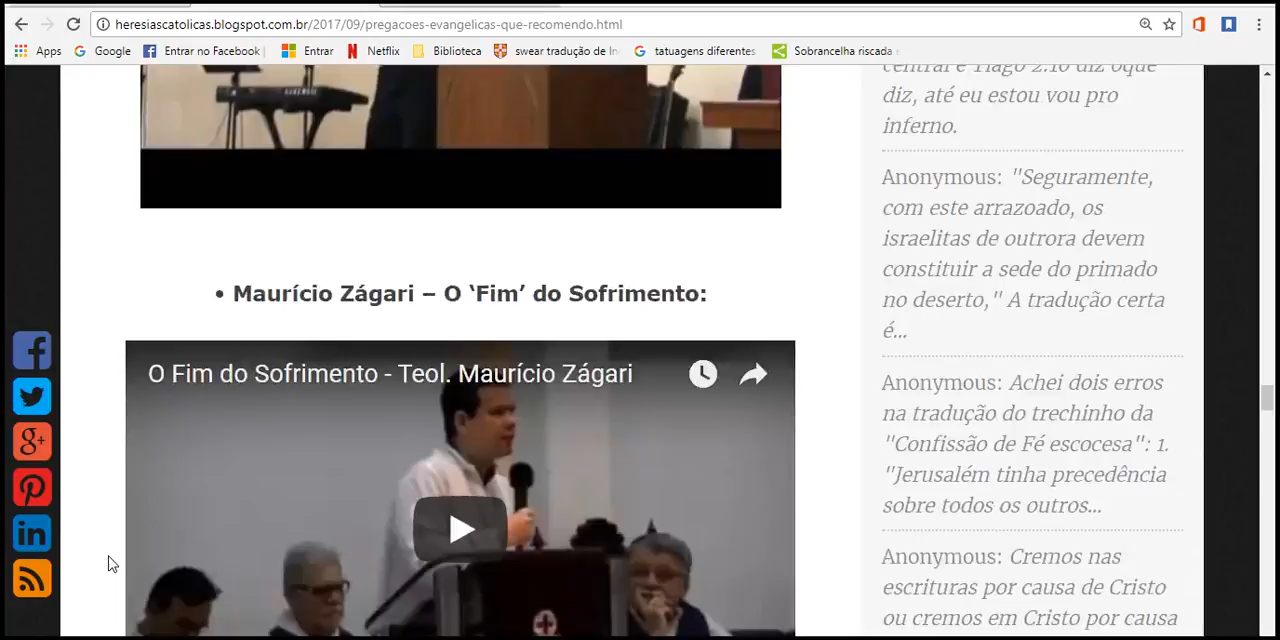 heresiascatolicas.blogspot.com.br/2017/09/pregacoes-evangelicas-que-recomendo.html
Apps Google Entrar no Facebook Entrar Netflix Biblioteca swear tradução de In tatuagens diferentes Sobrancelha riscada
central e Tiago 2.10 diz oque
diz, até eu estou vou pro
inferno.
Anonymous: "Seguramente,
com este arrazoado, os
israelitas de outrora devem
constituir a sede do primado
no deserto," A tradução certa
é...
• Maurício Zágari – O ‘Fim’ do Sofrimento:
O Fim do Sofrimento - Teol. Maurício Zágari
Anonymous: Achei dois erros
na tradução do trechinho da
"Confissão de Fé escocesa": 1.
"Jerusalém tinha precedência
sobre todos os outros...
Anonymous: Cremos nas
escrituras por causa de Cristo
ou cremos em Cristo por causa